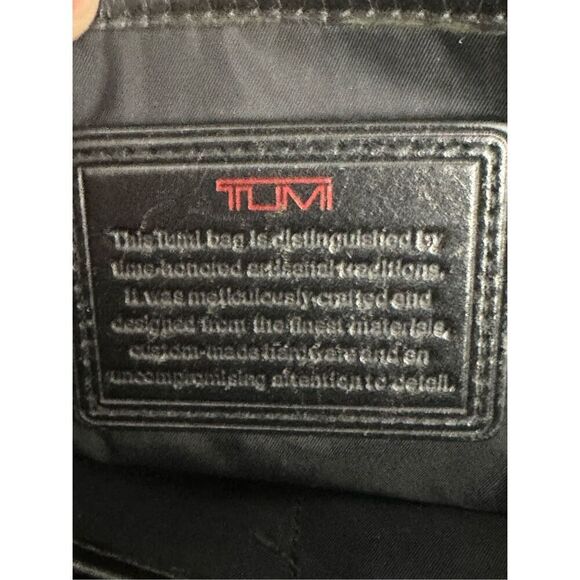 TUMI
This Tumi bag is distinguished by
time-honored artisanal traditions.
It was meticulously crafted and
designed from the finest materials,
custom-made hardware and an
uncompromising attention to detail.